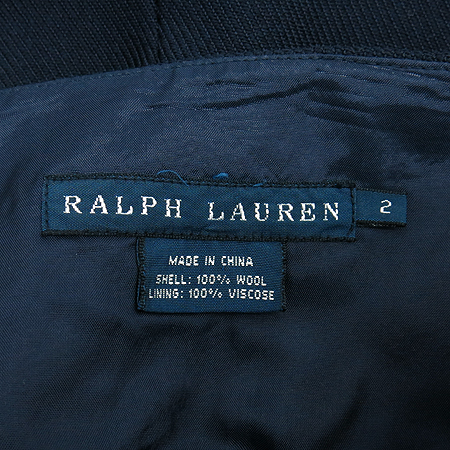 RALPH LAUREN 2
MADE IN CHINA
SHELL: 100% WOOL
LINING: 100% VISCOSE